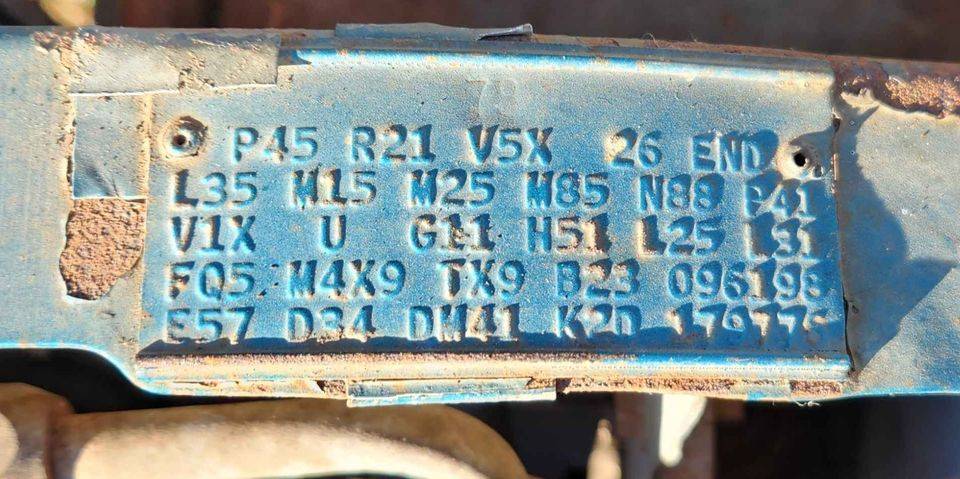 P45 R21 V5X 26 END
L35 M15 M25 M85 N88 P41
V1X U G11 H51 L25 L31
FQ5 M4X9 TX9 B23 096198
E57 D34 DM41 K2D